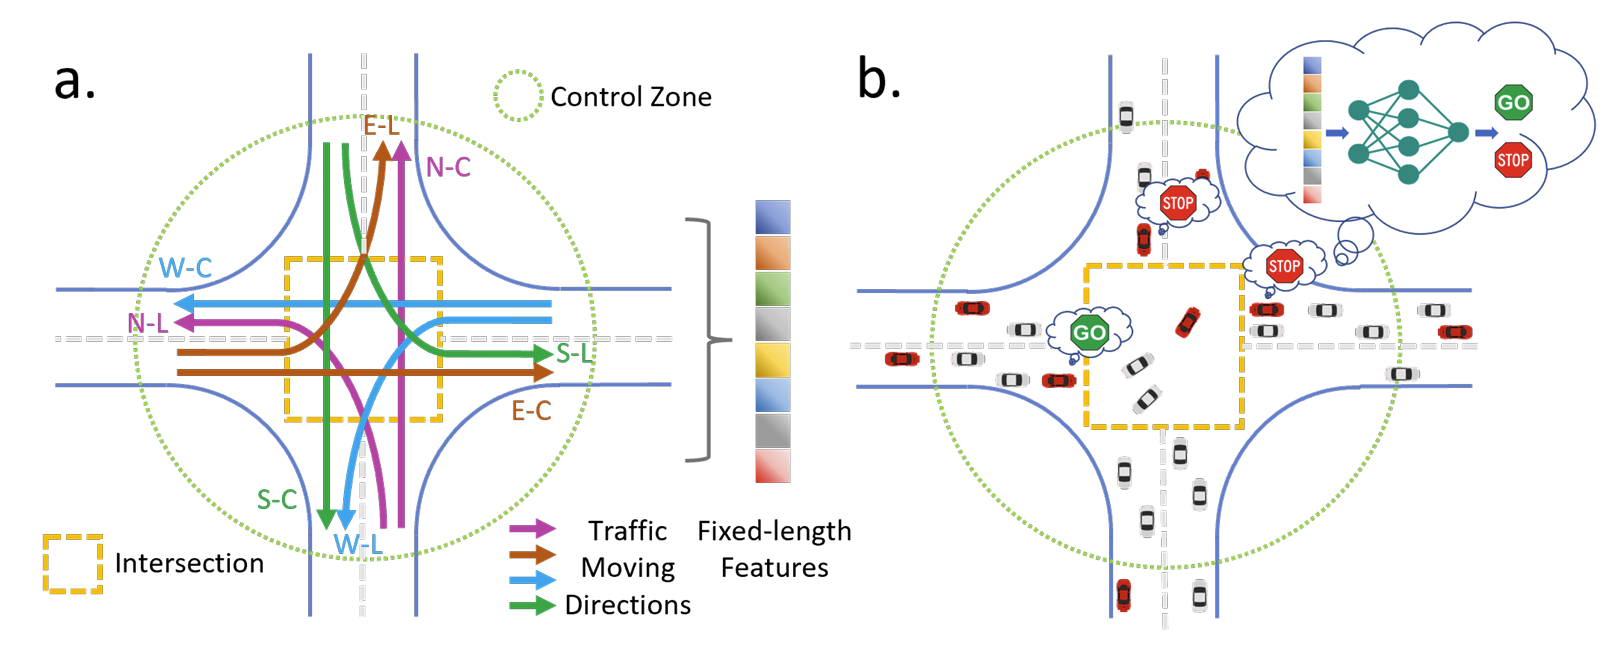 a.
Control Zone
E-L
N-C
W-C
N-L
S-L
E-C
S-C
W-L
Intersection
Traffic
Moving
Directions
Fixed-length
Features
b.
GO
STOP
STOP
STOP
GO